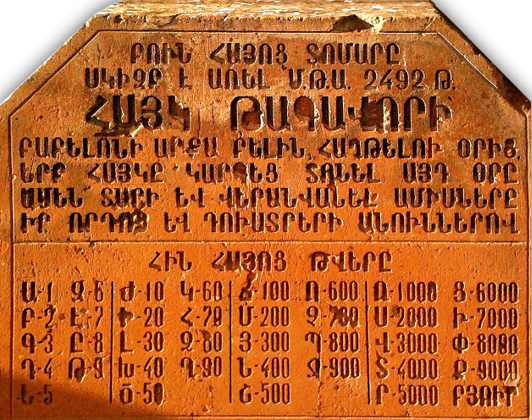 ԲՈՒՆ ՀԱՅՈՑ ՏՈՄԱՐԸ
ՍԿԻԶԲ Է ԱՌԵԼ Մ.Թ.Ա. 2492 Թ.
ՀԱՅԿ ԹԱԳԱՎՈՐԻ
ԲԱԲԵԼՈՆԻ ԱՐՔԱ ԲԵԼԻՆ ՀԱՂԹԵԼՈՒ ՕՐԻՑ,
ԵՐԲ ՀԱՅԿԸ ԿԱՐԳԵՑ ՏՈՆԵԼ ԱՅԴ ՕՐԸ
ԱՄԵՆ ՏԱՐԻ ԵՎ ՎԵՐԱՆՎԱՆԵԼ ԱՄԻՍՆԵՐԸ
ԻՐ ՈՐԴՈՑ ԵՎ ԴՈՒՍՏՐԵՐԻ ԱՆՈՒՆՆԵՐՈՎ
ՀԻՆ ՀԱՅՈՑ ԹՎԵՐԸ
Ա-1 Զ-6 Ժ-10 Կ-60 Ճ-100 Ո-600 Ռ-1000 Ց-6000
Բ-2 Է-7 Ի-20 Հ-70 Մ-200 Չ-700 Ս-2000 Ւ-7000
Գ-3 Ը-8 Լ-30 Ձ-80 Յ-300 Պ-800 Վ-3000 Փ-8000
Դ-4 Թ-9 Խ-40 Ղ-90 Ն-400 Ջ-900 Տ-4000 Ք-9000
Ե-5 Ծ-50 Շ-500 Ր-5000 ԲՅՈՒՐ